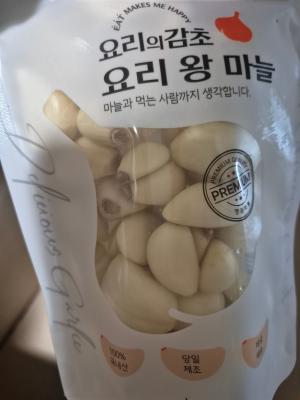 EAT MAKES ME HAPPY
요리의감초
요리 왕 마늘
마늘과 먹는 사람까지 생각합니다.
Delicious Garlic
PREMIUM QUALITY
PREMIUM
100%
국내산
당일
제조